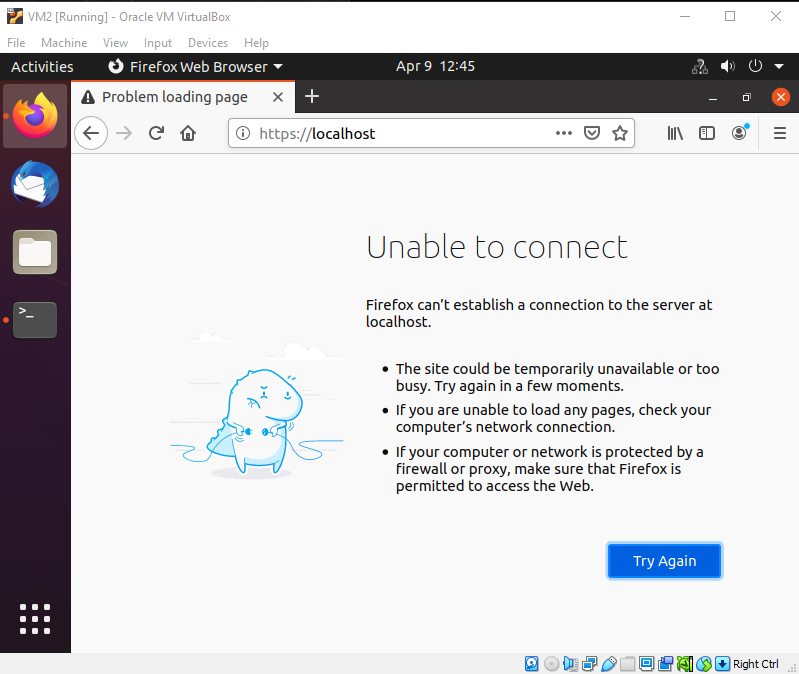 VM2 [Running] - Oracle VM VirtualBox
File Machine View Input Devices Help
Activities Firefox Web Browser Apr 9 12:45
Problem loading page
https://localhost
Unable to connect
Firefox can’t establish a connection to the server at
localhost.
The site could be temporarily unavailable or too
busy. Try again in a few moments.
If you are unable to load any pages, check your
computer’s network connection.
If your computer or network is protected by a
firewall or proxy, make sure that Firefox is
permitted to access the Web.
Try Again
Right Ctrl